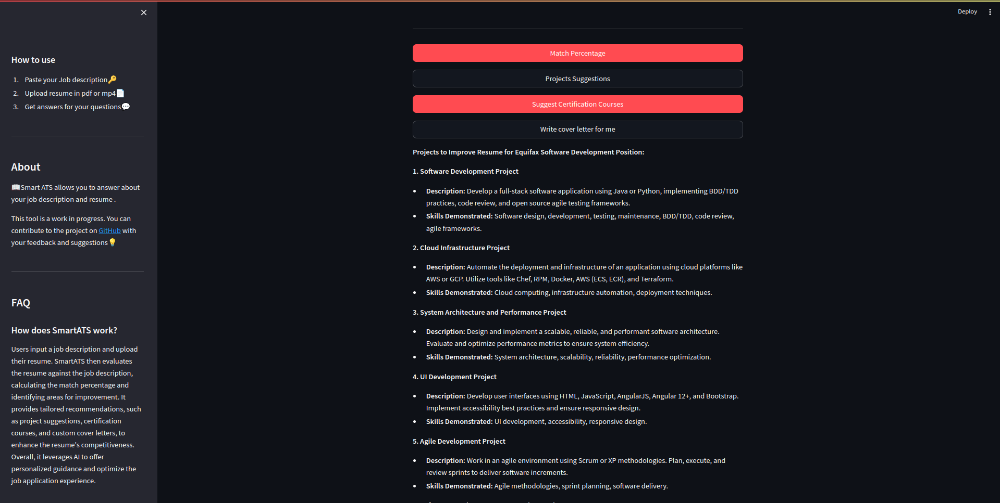 Deploy
How to use
1. Paste your Job description🔑
2. Upload resume in pdf or mp4📄
3. Get answers for your questions💬
About
📖Smart ATS allows you to answer about
your job description and resume .
This tool is a work in progress. You can
contribute to the project on GitHub with
your feedback and suggestions💡
FAQ
How does SmartATS work?
Users input a job description and upload
their resume. SmartATS then evaluates
the resume against the job description,
calculating the match percentage and
identifying areas for improvement. It
provides tailored recommendations, such
as project suggestions, certification
courses, and custom cover letters, to
enhance the resume's competitiveness.
Overall, it leverages AI to offer
personalized guidance and optimize the
job application experience.
Match Percentage
Projects Suggestions
Suggest Certification Courses
Write cover letter for me
Projects to Improve Resume for Equifax Software Development Position:
1. Software Development Project
• Description: Develop a full-stack software application using Java or Python, implementing BDD/TDD
practices, code review, and open source agile testing frameworks.
• Skills Demonstrated: Software design, development, testing, maintenance, BDD/TDD, code review,
agile frameworks.
2. Cloud Infrastructure Project
• Description: Automate the deployment and infrastructure of an application using cloud platforms like
AWS or GCP. Utilize tools like Chef, RPM, Docker, AWS (ECS, ECR), and Terraform.
• Skills Demonstrated: Cloud computing, infrastructure automation, deployment techniques.
3. System Architecture and Performance Project
• Description: Design and implement a scalable, reliable, and performant software architecture.
Evaluate and optimize performance metrics to ensure system efficiency.
• Skills Demonstrated: System architecture, scalability, reliability, performance optimization.
4. UI Development Project
• Description: Develop user interfaces using HTML, JavaScript, AngularJS, Angular 12+, and Bootstrap.
Implement accessibility best practices and ensure responsive design.
• Skills Demonstrated: UI development, accessibility, responsive design.
5. Agile Development Project
• Description: Work in an agile environment using Scrum or XP methodologies. Plan, execute, and
review sprints to deliver software increments.
• Skills Demonstrated: Agile methodologies, sprint planning, software delivery.